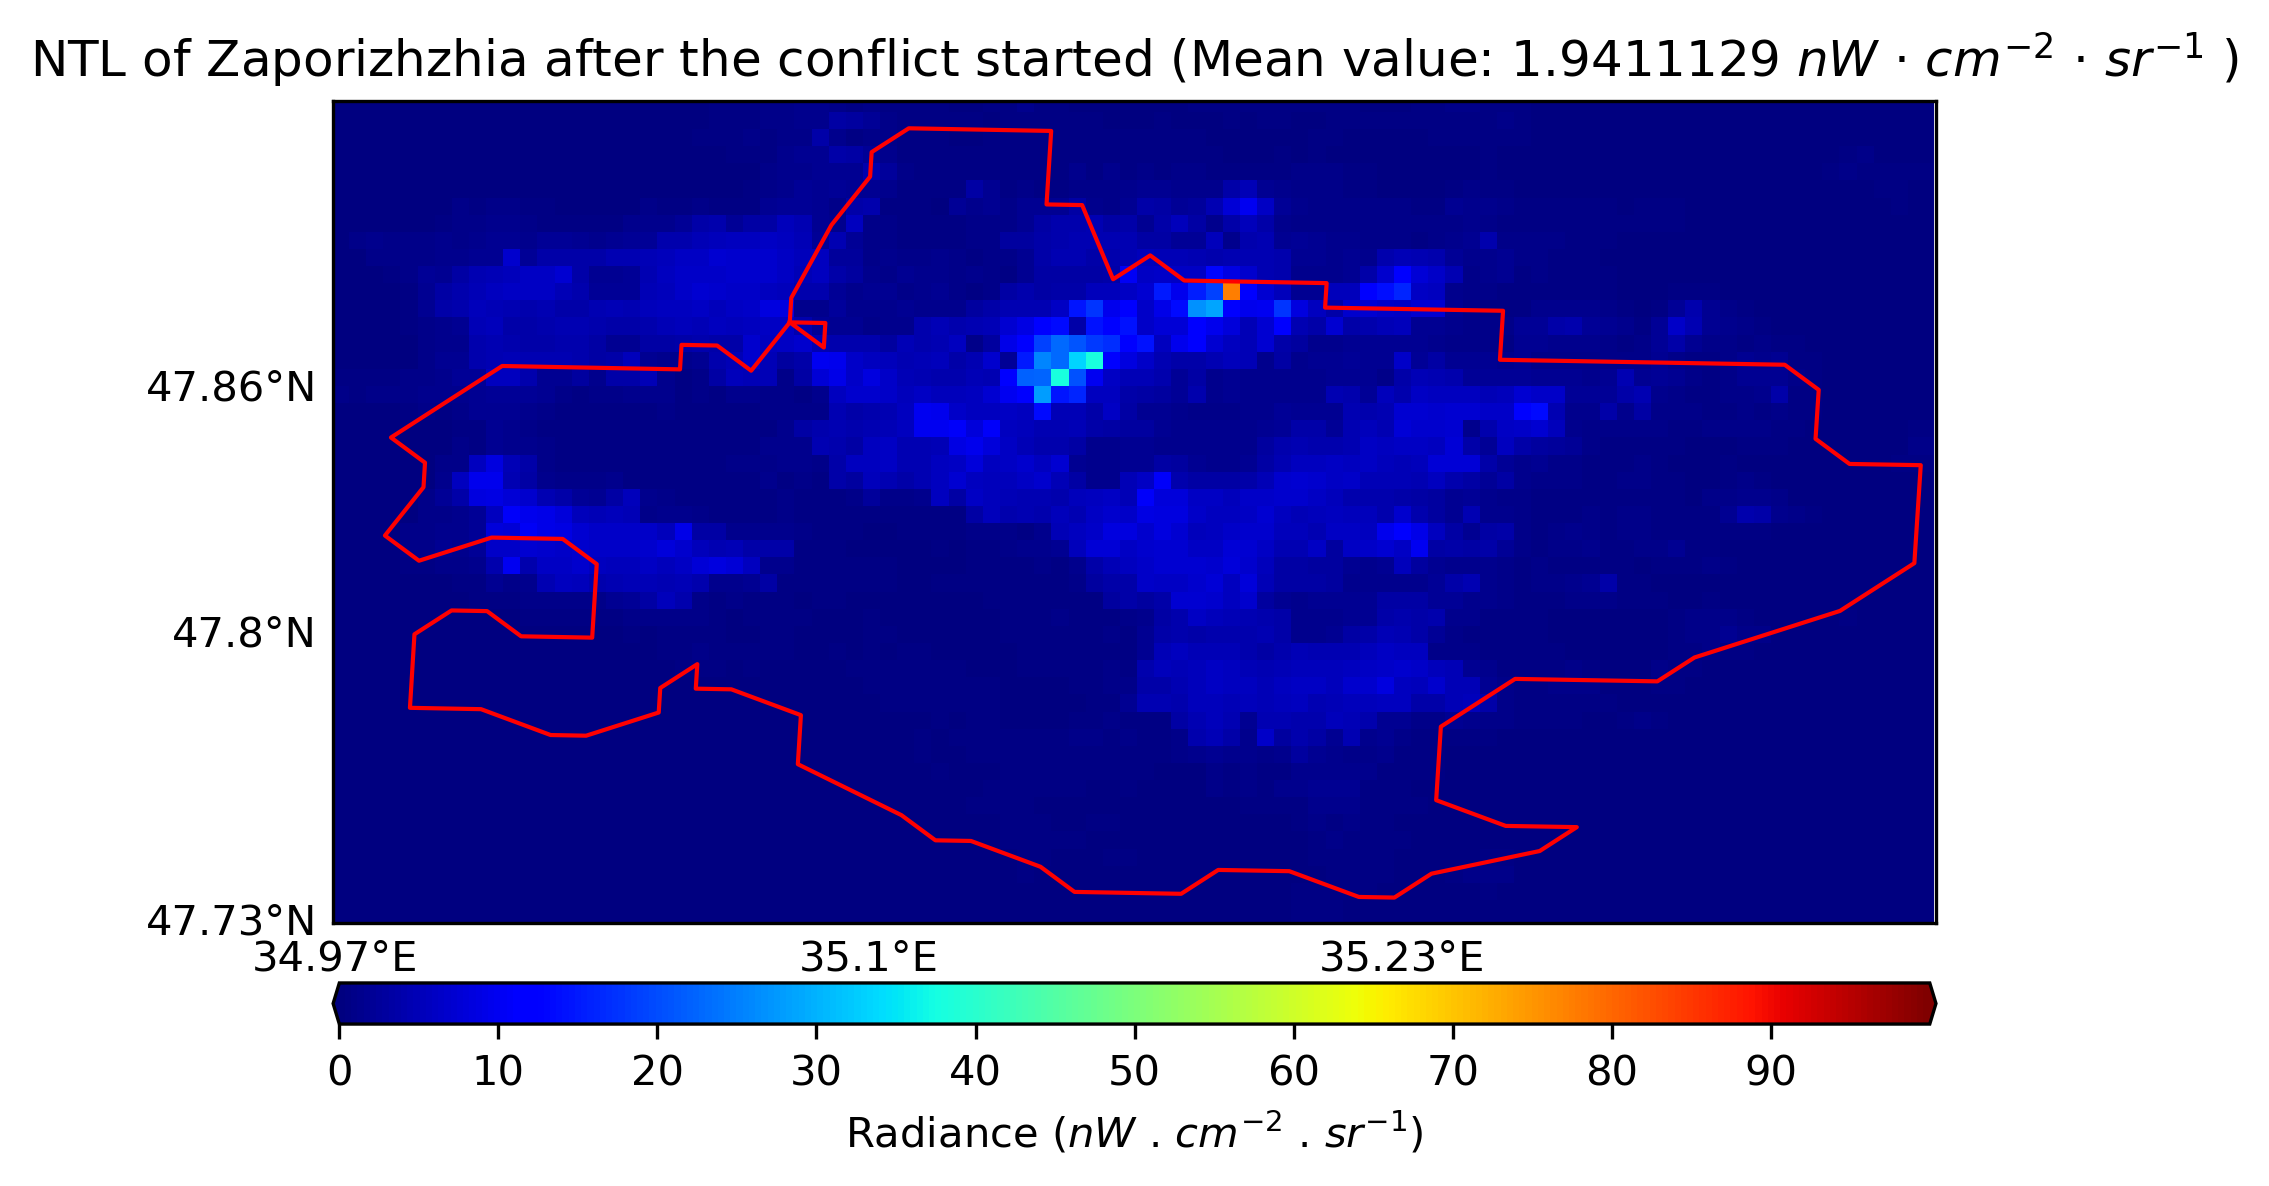 NTL of Zaporizhzhia after the conflict started (Mean value: 1.9411129 nW · cm⁻² · sr⁻¹ )
47.86°N
47.8°N
47.73°N
34.97°E 35.1°E 35.23°E
0 10 20 30 40 50 60 70 80 90
Radiance (nW . cm⁻² . sr⁻¹)